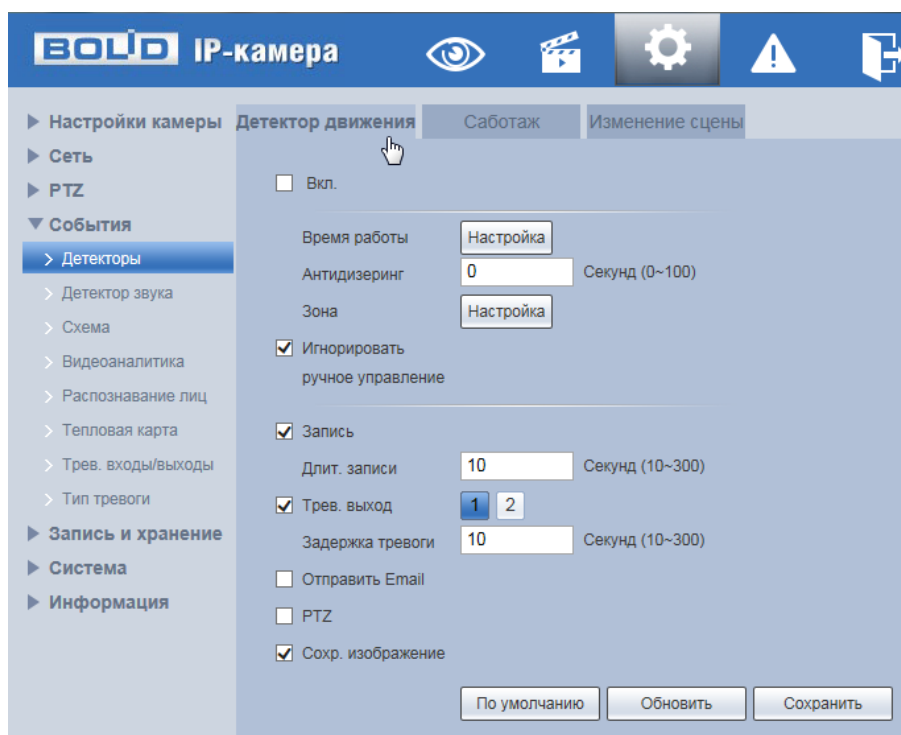 BOLID IP-камера
Настройки камеры
Сеть
PTZ
События
Детекторы
Детектор звука
Схема
Видеоаналитика
Распознавание лиц
Тепловая карта
Трев. входы/выходы
Тип тревоги
Запись и хранение
Система
Информация
Детектор движения Саботаж Изменение сцены
Вкл.
Время работы Настройка
Антидизеринг 0 Секунд (0~100)
Зона Настройка
Игнорировать
ручное управление
Запись
Длит. записи 10 Секунд (10~300)
Трев. выход 1 2
Задержка тревоги 10 Секунд (10~300)
Отправить Email
PTZ
Сохр. изображение
По умолчанию Обновить Сохранить